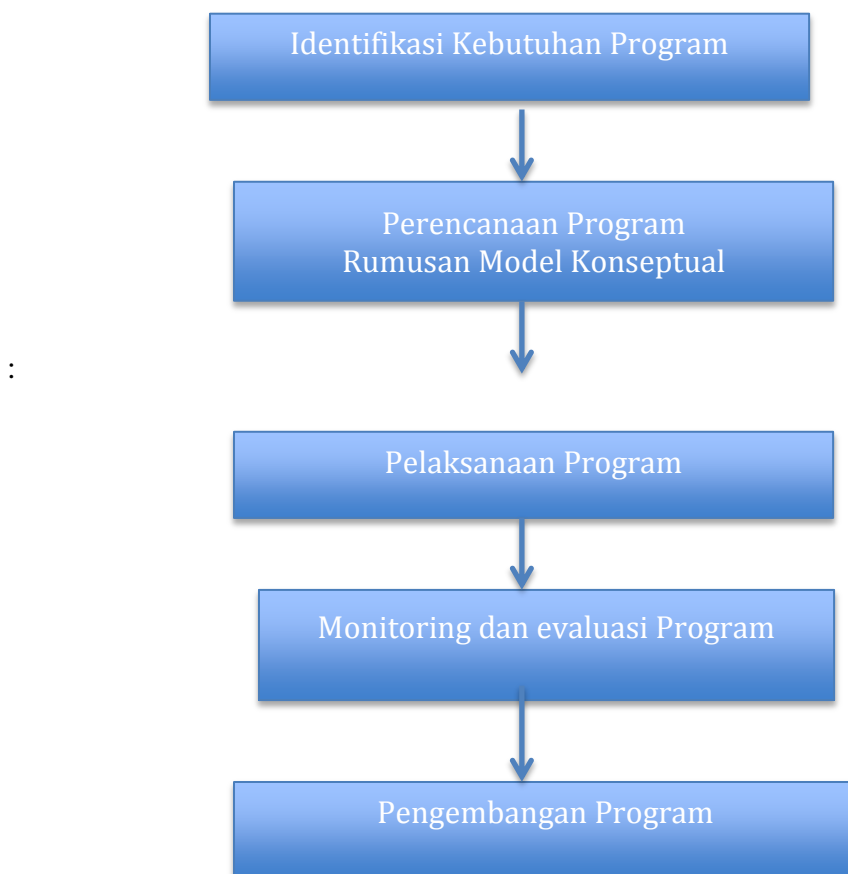 Identifikasi Kebutuhan Program
Perencanaan Program
Rumusan Model Konseptual
:
Pelaksanaan Program
Monitoring dan evaluasi Program
Pengembangan Program